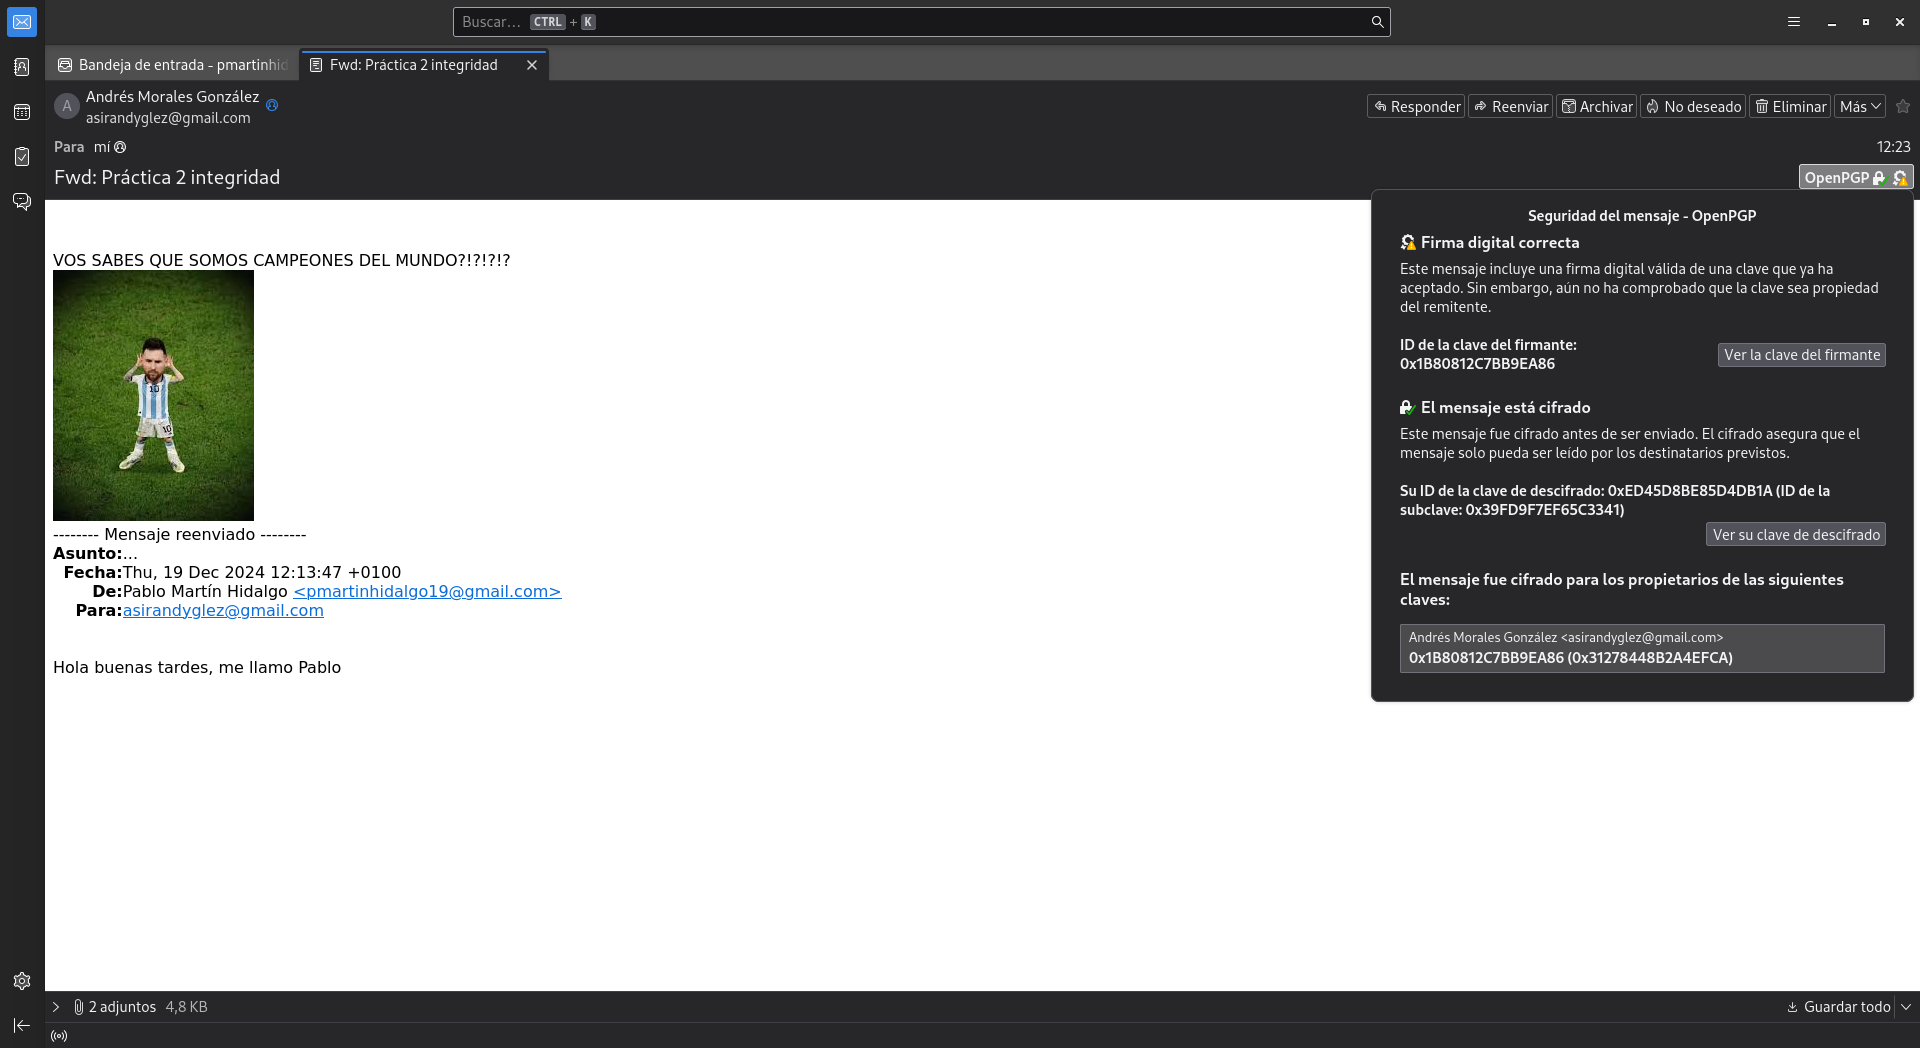 Buscar... CTRL + K
Bandeja de entrada - pmartinhid
Fwd: Práctica 2 integridad
A
Andrés Morales González
asirandyglez@gmail.com
Responder
Reenviar
Archivar
No deseado
Eliminar
Más
Para mí
12:23
Fwd: Práctica 2 integridad
OpenPGP
VOS SABES QUE SOMOS CAMPEONES DEL MUNDO?!?!?!?
10
10
-------- Mensaje reenviado --------
Asunto:...
Fecha:Thu, 19 Dec 2024 12:13:47 +0100
De:Pablo Martín Hidalgo <pmartinhidalgo19@gmail.com>
Para:asirandyglez@gmail.com
Hola buenas tardes, me llamo Pablo
Seguridad del mensaje - OpenPGP
Firma digital correcta
Este mensaje incluye una firma digital válida de una clave que ya ha
aceptado. Sin embargo, aún no ha comprobado que la clave sea propiedad
del remitente.
ID de la clave del firmante:
0x1B80812C7BB9EA86
Ver la clave del firmante
El mensaje está cifrado
Este mensaje fue cifrado antes de ser enviado. El cifrado asegura que el
mensaje solo pueda ser leído por los destinatarios previstos.
Su ID de la clave de descifrado: 0xED45D8BE85D4DB1A (ID de la
subclave: 0x39FD9F7EF65C3341)
Ver su clave de descifrado
El mensaje fue cifrado para los propietarios de las siguientes
claves:
Andrés Morales González <asirandyglez@gmail.com>
0x1B80812C7BB9EA86 (0x31278448B2A4EFCA)
2 adjuntos 4,8 KB
Guardar todo